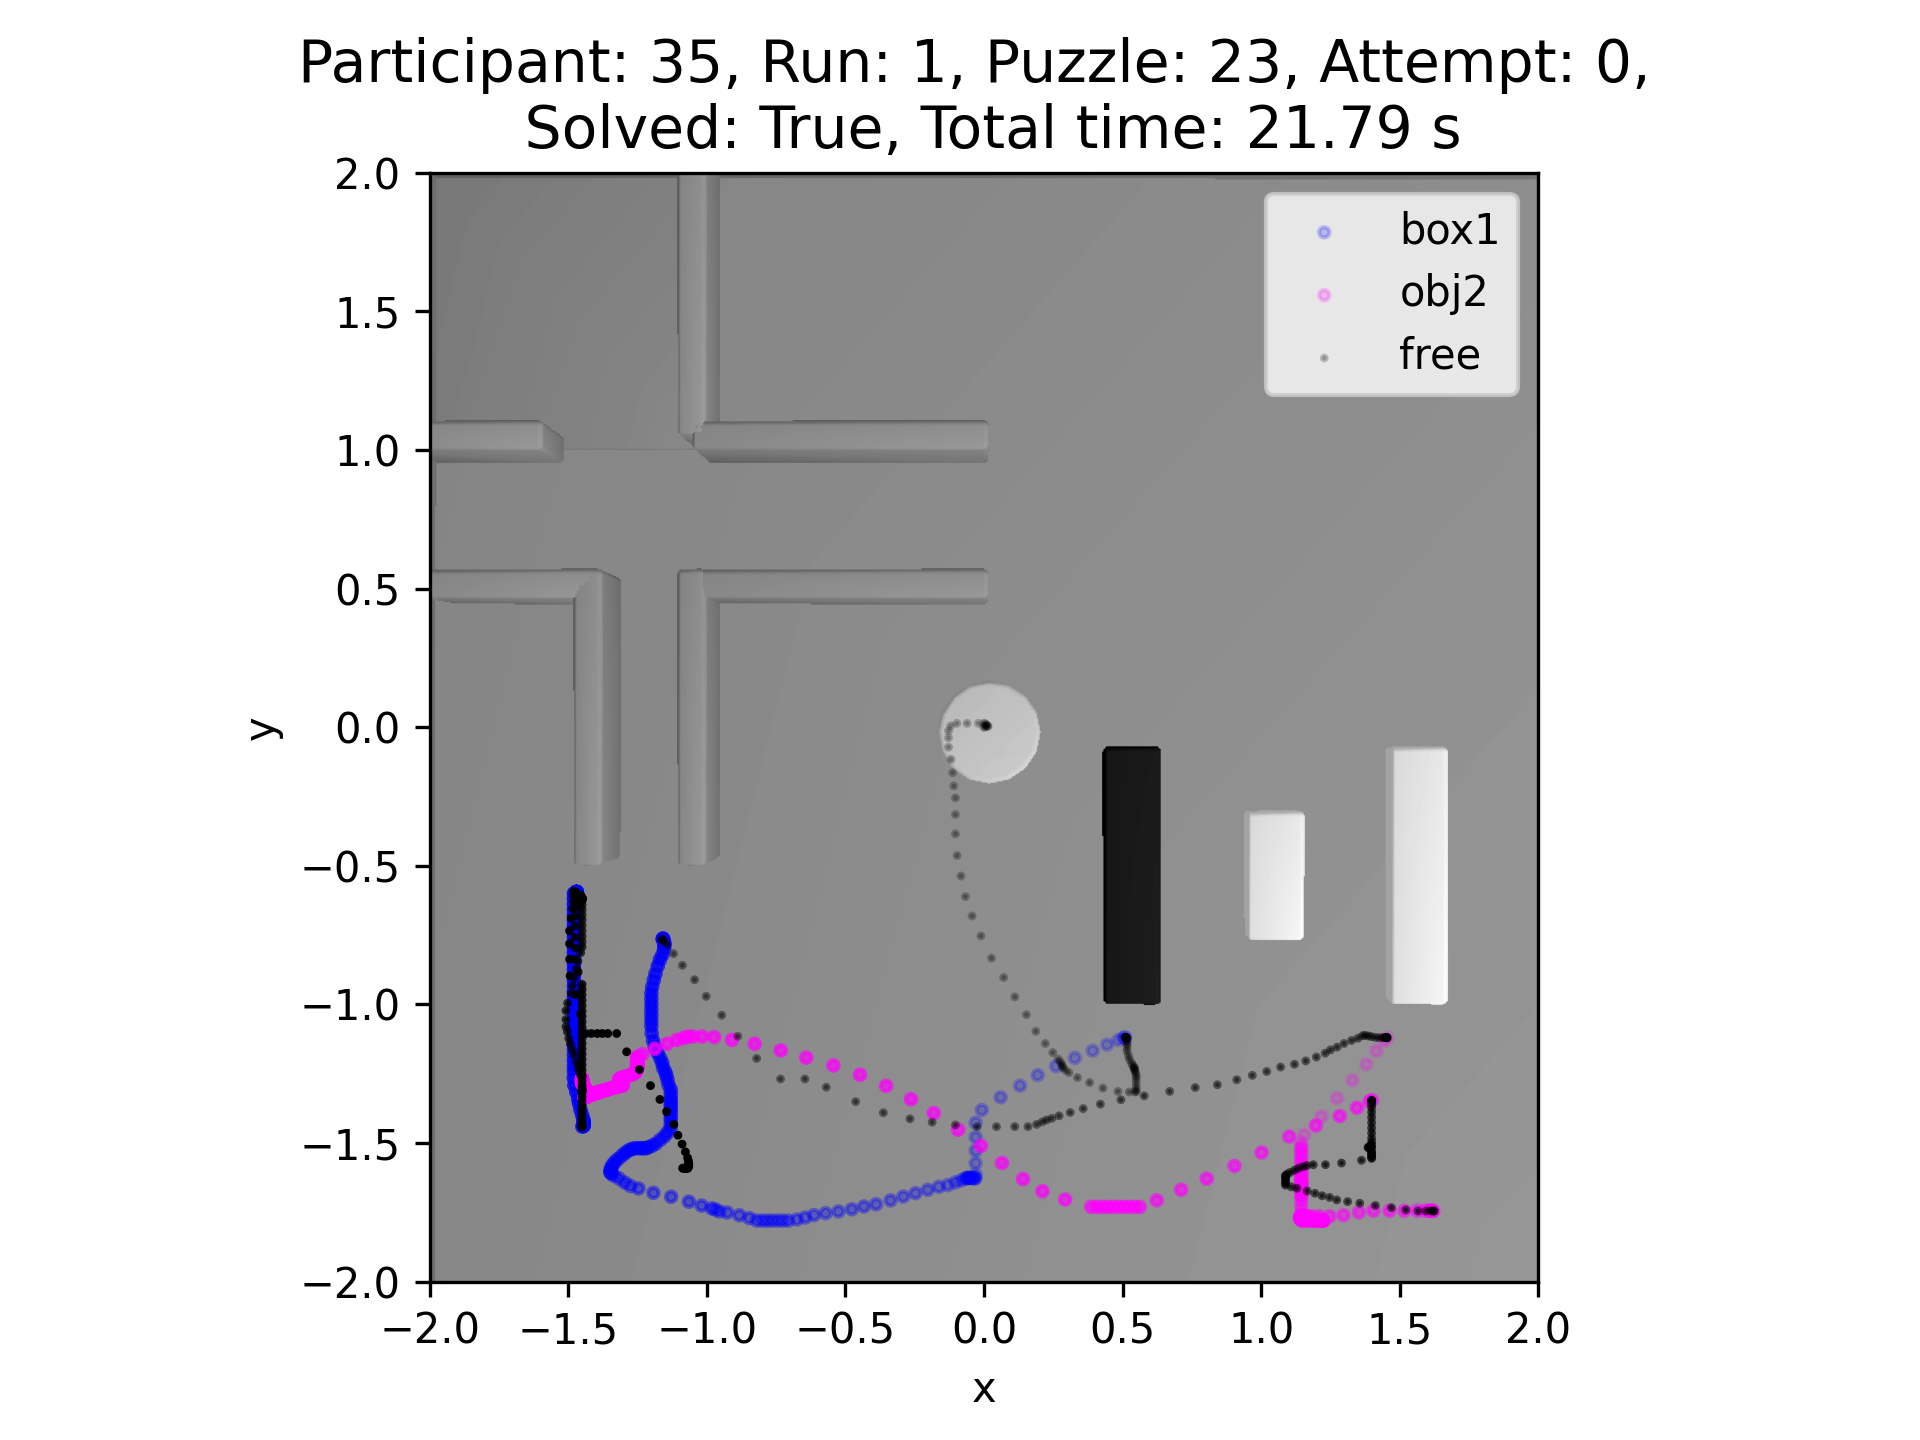 Participant: 35, Run: 1, Puzzle: 23, Attempt: 0,
Solved: True, Total time: 21.79 s
2.0
1.5
1.0
0.5
0.0
−0.5
−1.0
−1.5
−2.0
y
box1
obj2
free
−2.0 −1.5 −1.0 −0.5 0.0 0.5 1.0 1.5 2.0
x